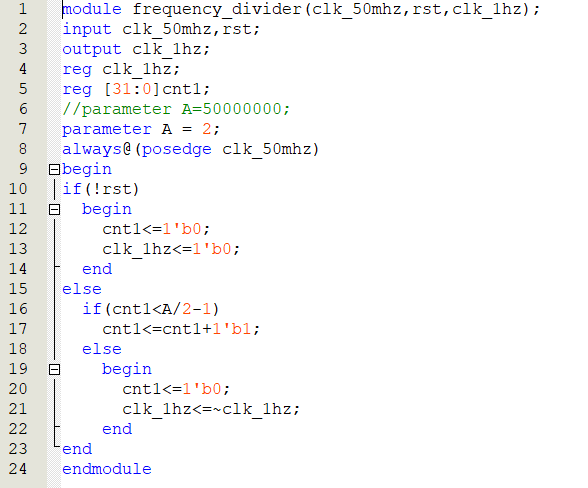 1 module frequency_divider(clk_50mhz,rst,clk_1hz);
2 input clk_50mhz,rst;
3 output clk_1hz;
4 reg clk_1hz;
5 reg [31:0]cnt1;
6 //parameter A=50000000;
7 parameter A = 2;
8 always@(posedge clk_50mhz)
9 begin
10 if(!rst)
11 begin
12 cnt1<=1'b0;
13 clk_1hz<=1'b0;
14 end
15 else
16 if(cnt1<A/2-1)
17 cnt1<=cnt1+1'b1;
18 else
19 begin
20 cnt1<=1'b0;
21 clk_1hz<=~clk_1hz;
22 end
23 end
24 endmodule